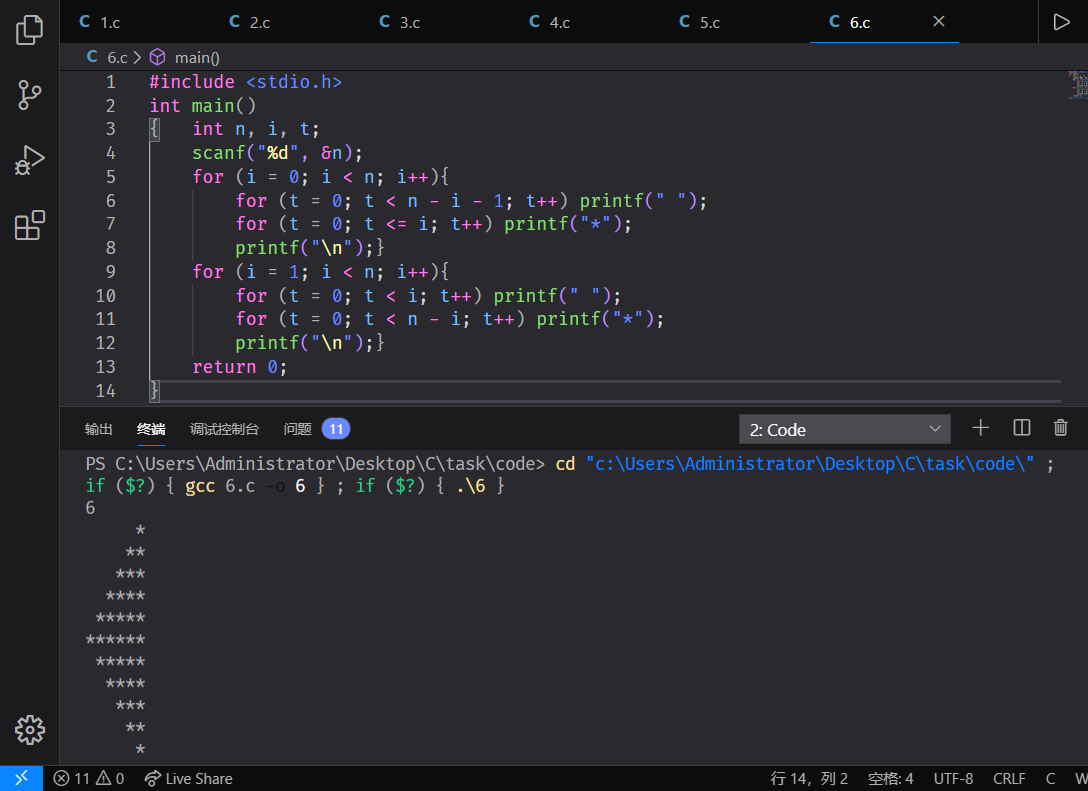 C 1.c C 2.c C 3.c C 4.c C 5.c C 6.c
C 6.c > main()
1 #include <stdio.h>
2 int main()
3 {   int n, i, t;
4     scanf("%d", &n);
5     for (i = 0; i < n; i++){
6         for (t = 0; t < n - i - 1; t++) printf(" ");
7         for (t = 0; t <= i; t++) printf("*");
8         printf("\n");}
9     for (i = 1; i < n; i++){
10         for (t = 0; t < i; t++) printf(" ");
11         for (t = 0; t < n - i; t++) printf("*");
12         printf("\n");}
13     return 0;
14 }
输出 终端 调试控制台 问题 11 2: Code
PS C:\Users\Administrator\Desktop\C\task\code> cd "c:\Users\Administrator\Desktop\C\task\code\" ;
if ($?) { gcc 6.c -o 6 } ; if ($?) { .\6 }
6
     *
    **
   ***
  ****
 *****
******
 *****
  ****
   ***
    **
     *
11 0 Live Share 行 14，列 2 空格: 4 UTF-8 CRLF C W